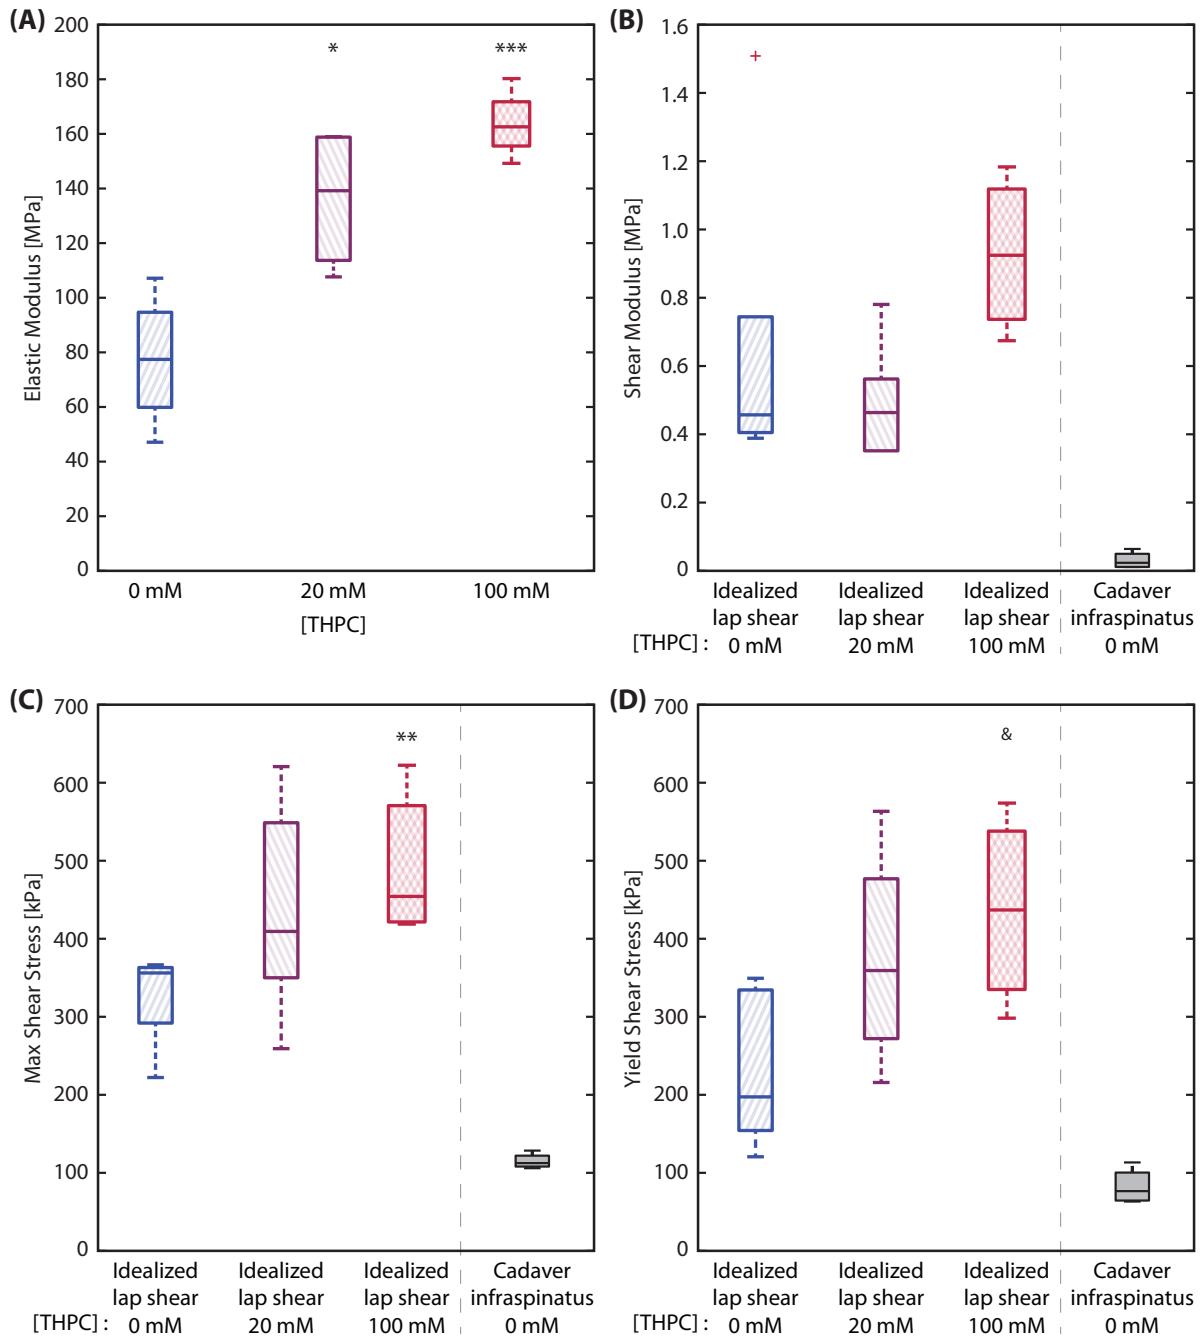 (A)
200
180
160
140
120
100
80
60
40
20
0
Elastic Modulus [MPa]
*
***
0 mM 20 mM 100 mM
[THPC]
(B)
1.6
1.4
1.2
1.0
0.8
0.6
0.4
0.2
0
Shear Modulus [MPa]
+
Idealized Idealized Idealized Cadaver
lap shear lap shear lap shear infraspinatus
[THPC] : 0 mM 20 mM 100 mM 0 mM
(C)
700
600
500
400
300
200
100
0
Max Shear Stress [kPa]
**
Idealized Idealized Idealized Cadaver
lap shear lap shear lap shear infraspinatus
[THPC] : 0 mM 20 mM 100 mM 0 mM
(D)
700
600
500
400
300
200
100
0
Yield Shear Stress [kPa]
&
Idealized Idealized Idealized Cadaver
lap shear lap shear lap shear infraspinatus
[THPC] : 0 mM 20 mM 100 mM 0 mM